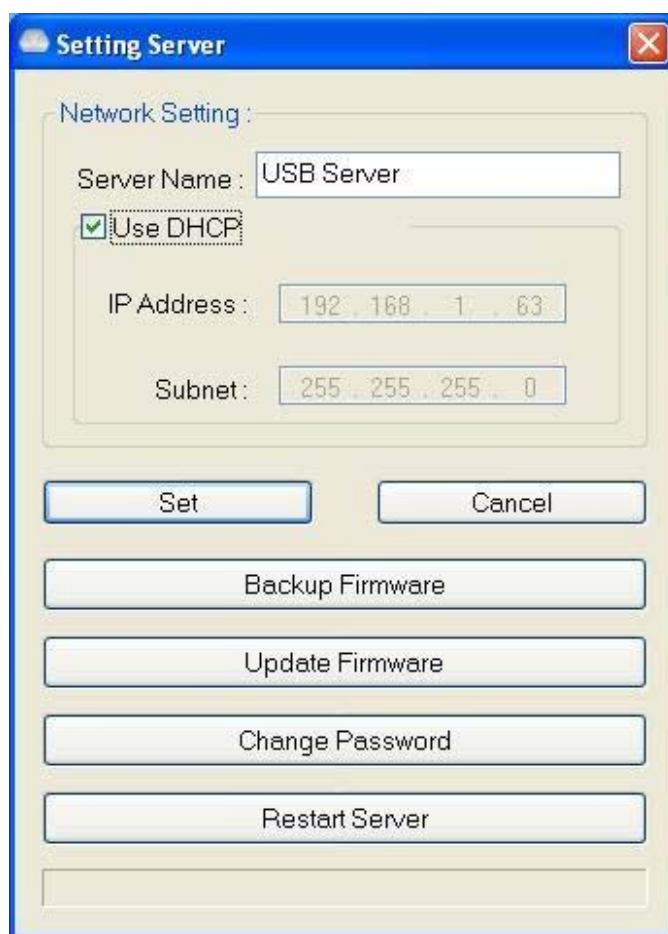 Setting Server
Network Setting :
Server Name : USB Server
Use DHCP
IP Address : 192 . 168 . 1 . 63
Subnet : 255 . 255 . 255 . 0
Set Cancel
Backup Firmware
Update Firmware
Change Password
Restart Server